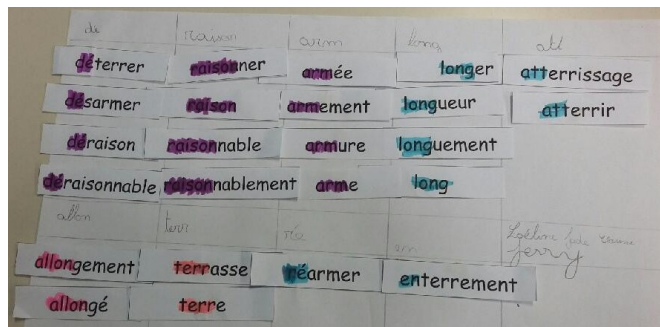 dé raison arm long att
déterrer raisonner armée longer atterrissage
désarmer raison armement longueur atterrir
déraison raisonnable armure longuement
déraisonnable raisonnablement arme long
allon terr ré en
Jerry
allongement terrasse réarmer enterrement
allongé terre